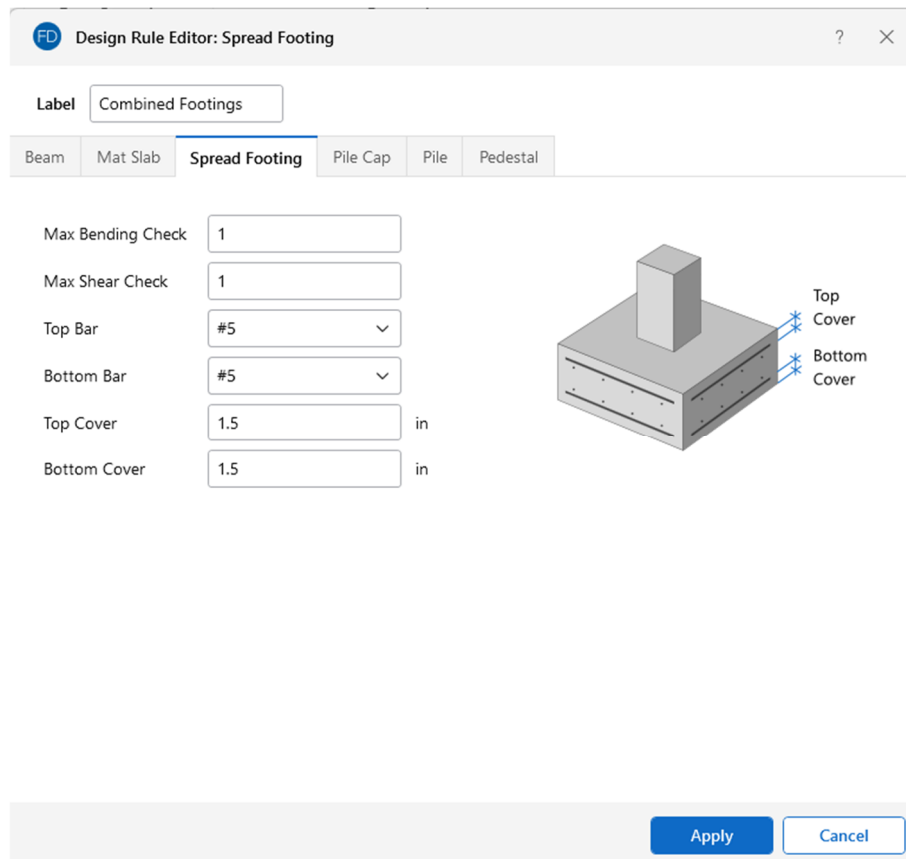 FD Design Rule Editor: Spread Footing ?
Label Combined Footings
Beam Mat Slab Spread Footing Pile Cap Pile Pedestal
Max Bending Check 1
Max Shear Check 1
Top Bar #5
Bottom Bar #5
Top Cover 1.5 in
Bottom Cover 1.5 in
Top
Cover
Bottom
Cover
Apply Cancel